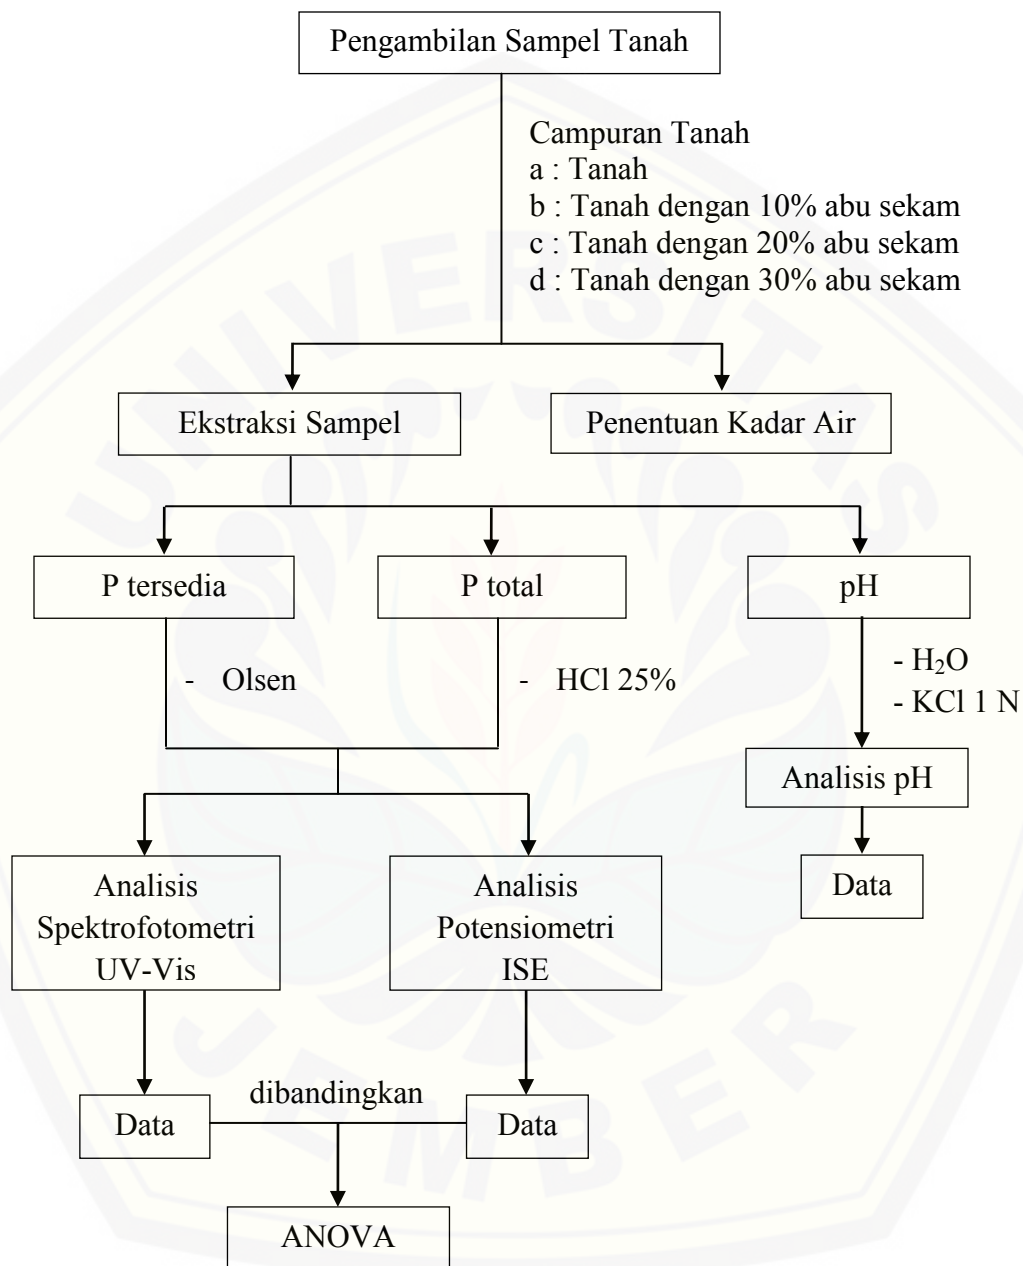 Pengambilan Sampel Tanah
Campuran Tanah
a : Tanah
b : Tanah dengan 10% abu sekam
c : Tanah dengan 20% abu sekam
d : Tanah dengan 30% abu sekam
Ekstraksi Sampel
Penentuan Kadar Air
P tersedia
P total
pH
- Olsen
- HCl 25%
- H₂O
- KCl 1 N
Analisis pH
Analisis
Spektrofotometri
UV-Vis
Analisis
Potensiometri
ISE
Data
dibandingkan
Data
Data
ANOVA
UNIVERSITAS
JEMBER